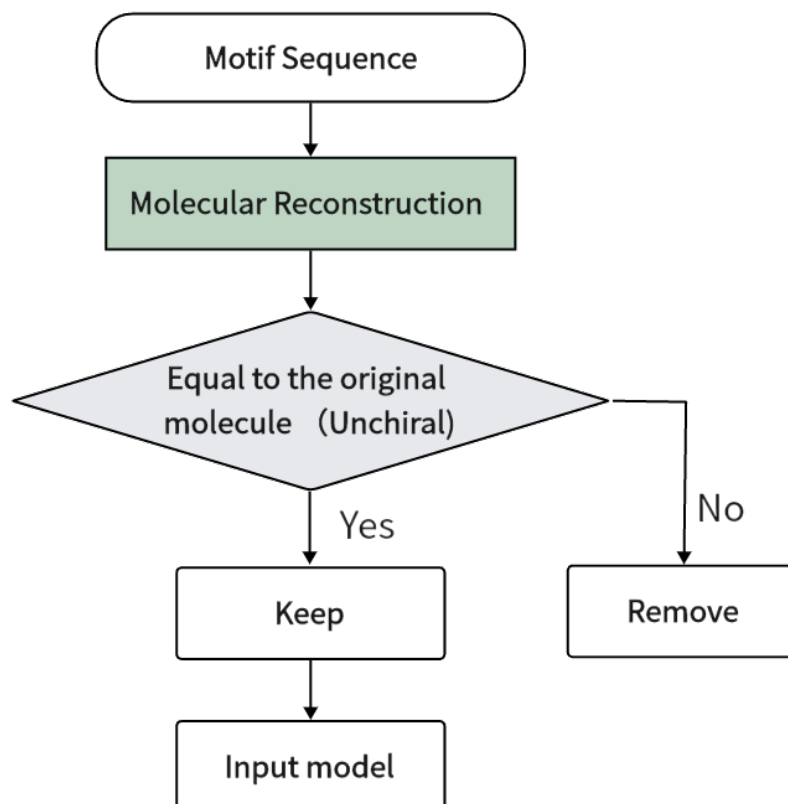 Motif Sequence
Molecular Reconstruction
Equal to the original
molecule （Unchiral)
Yes
No
Keep
Remove
Input model